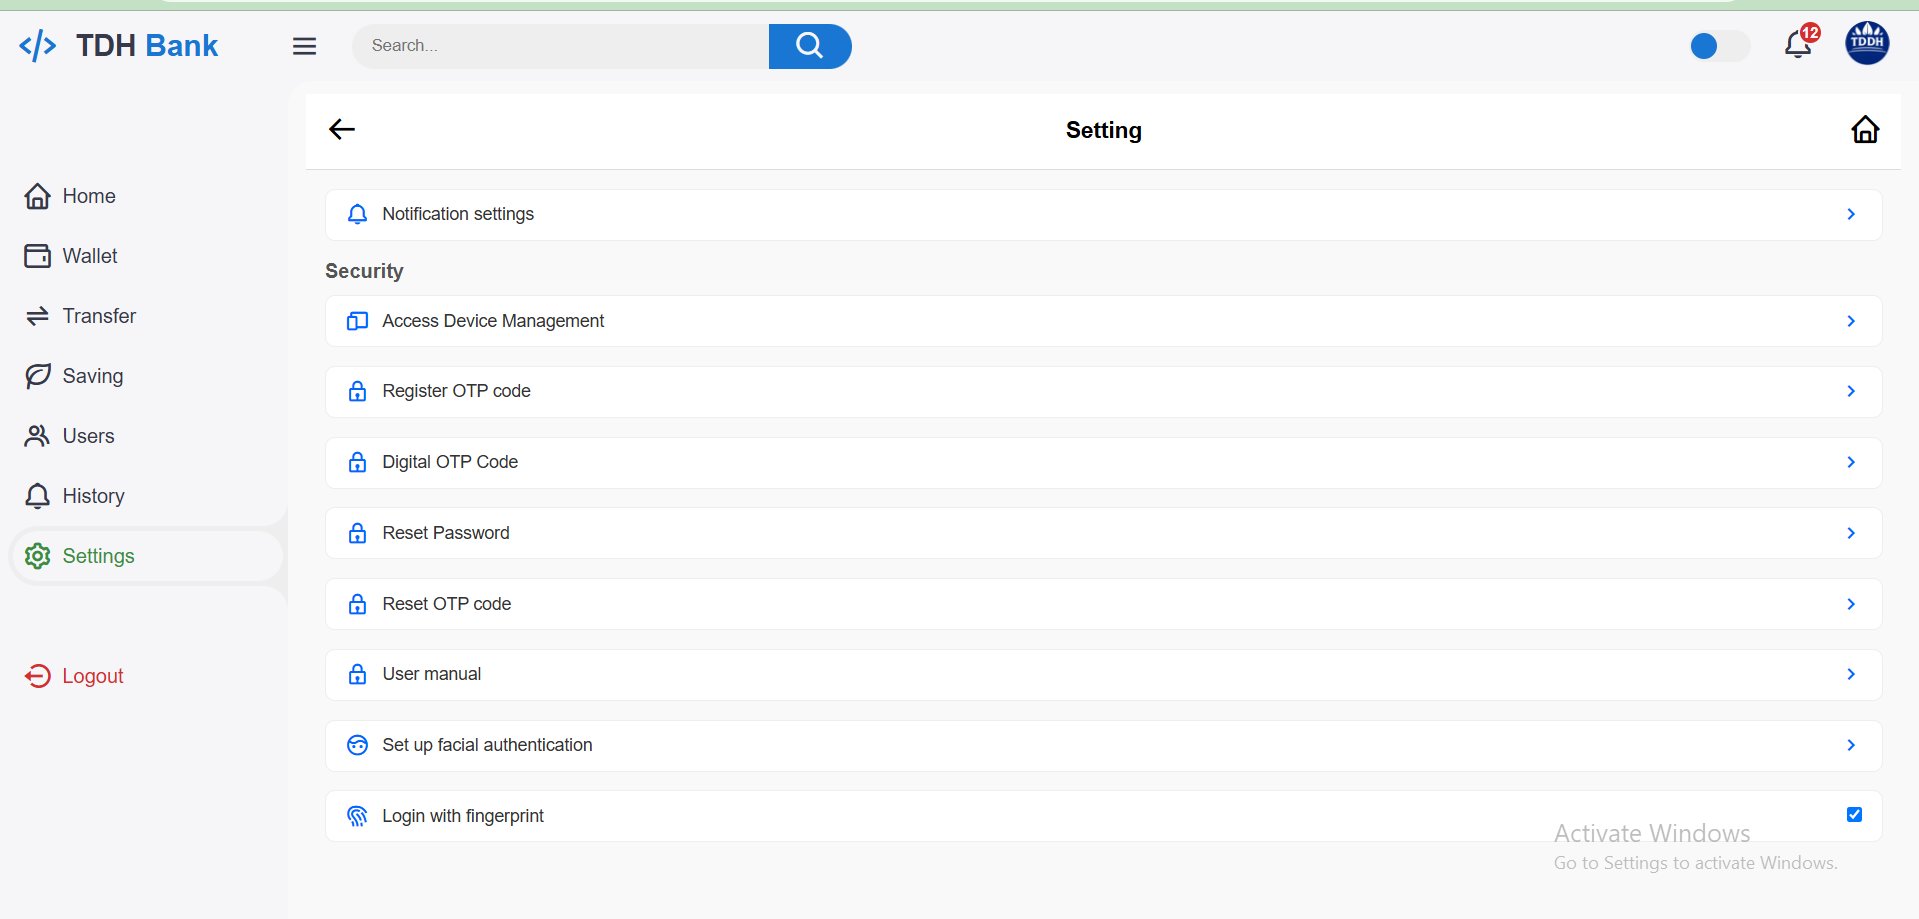 TDH Bank
Search...
12
TDDH
Setting
Home
Wallet
Transfer
Saving
Users
History
Settings
Logout
Notification settings
Security
Access Device Management
Register OTP code
Digital OTP Code
Reset Password
Reset OTP code
User manual
Set up facial authentication
Login with fingerprint
Activate Windows
Go to Settings to activate Windows.